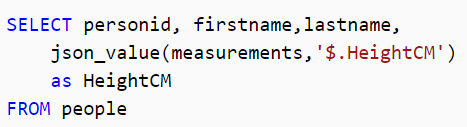 SELECT personid, firstname,lastname,
json_value(measurements,'$.HeightCM')
as HeightCM
FROM people